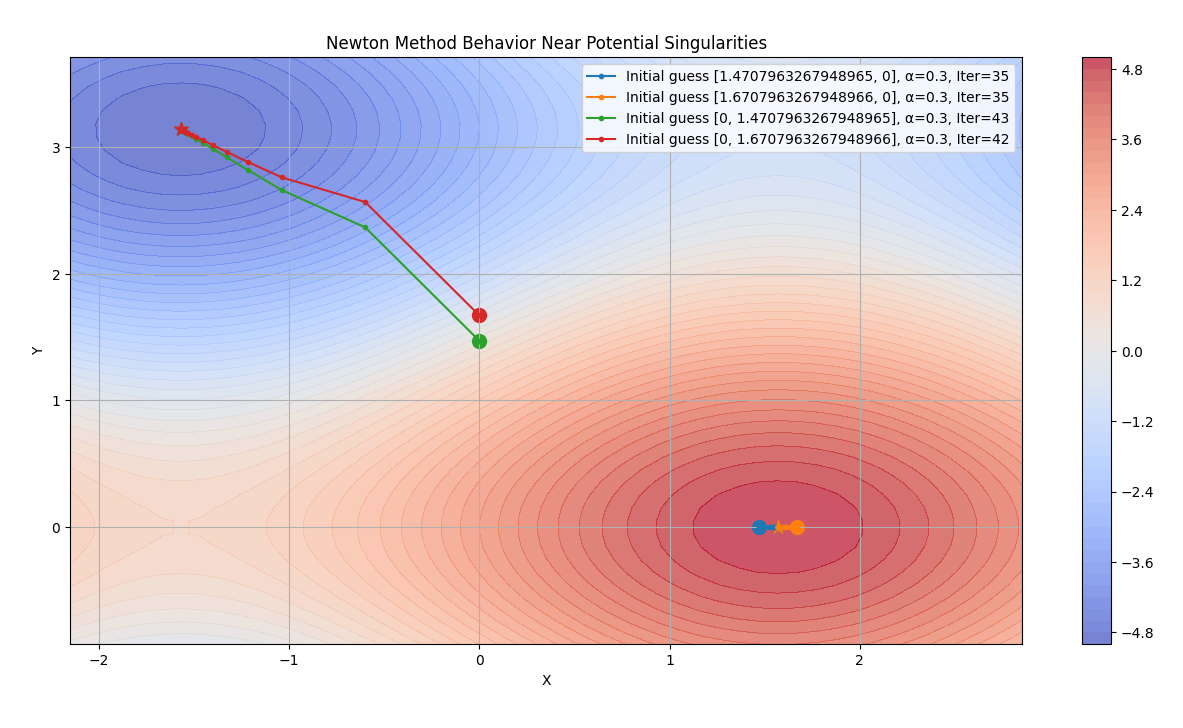 Newton Method Behavior Near Potential Singularities
Initial guess [1.4707963267948965, 0], α=0.3, Iter=35
Initial guess [1.6707963267948966, 0], α=0.3, Iter=35
Initial guess [0, 1.4707963267948965], α=0.3, Iter=43
Initial guess [0, 1.6707963267948966], α=0.3, Iter=42
Y
3
2
1
0
−2
−1
0
1
2
X
4.8
3.6
2.4
1.2
0.0
−1.2
−2.4
−3.6
−4.8